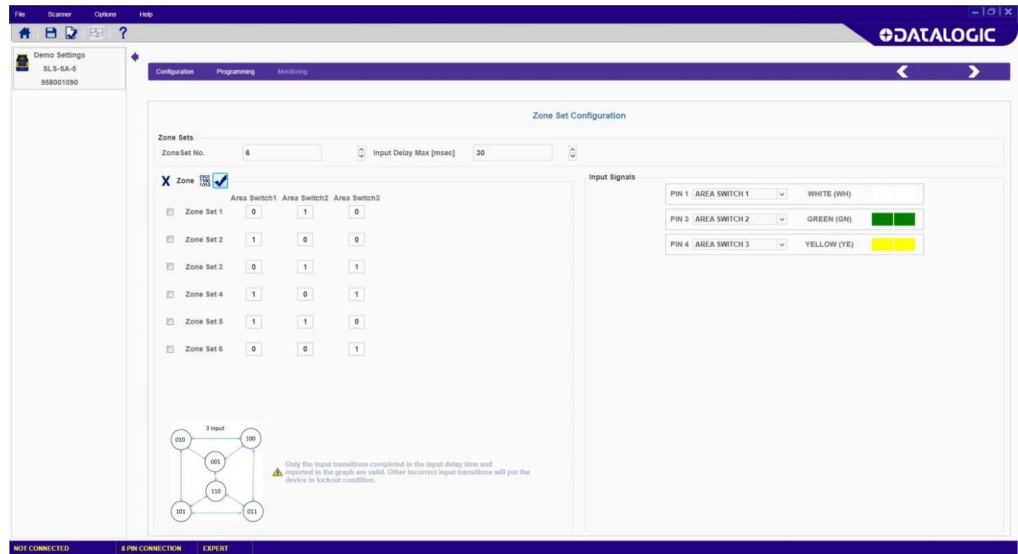 File Scanner Options Help
?
DATALOGIC
Demo Settings
SLS-SA-5
958001090
Configuration Programming Monitoring
Zone Set Configuration
Zone Sets
ZoneSet No. 6 Input Delay Max [msec] 30
X Zone
Input Signals
Area Switch1 Area Switch2 Area Switch3
Zone Set 1 0 1 0
Zone Set 2 1 0 0
Zone Set 3 0 1 1
Zone Set 4 1 0 1
Zone Set 5 1 1 0
Zone Set 6 0 0 1
PIN 1 AREA SWITCH 1 WHITE (WH)
PIN 3 AREA SWITCH 2 GREEN (GN)
PIN 4 AREA SWITCH 3 YELLOW (YE)
3 input
010 100
001
110
101 011
Only the input transitions completed in the input delay time and
reported in the graph are valid. Other incorrect input transitions will put the
device in lockout condition.
NOT CONNECTED 8 PIN CONNECTION EXPERT